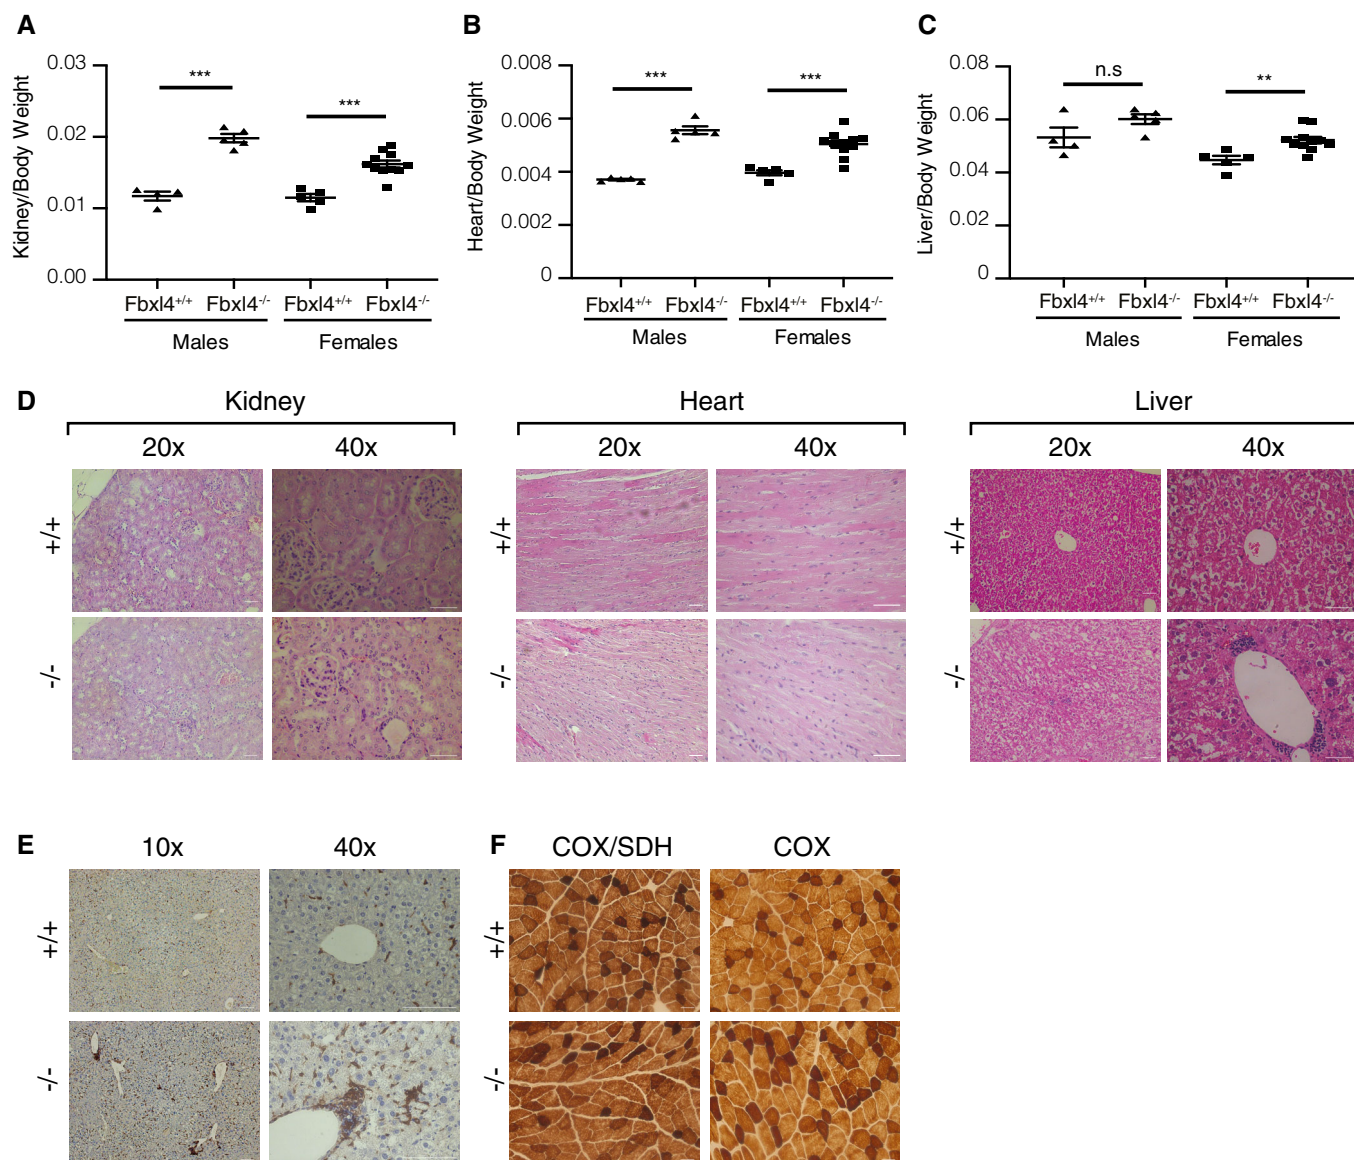 A
Kidney/Body Weight
0.03
0.02
0.01
0.00
***
***
Fbxl4+/+ Fbxl4-/- Fbxl4+/+ Fbxl4-/-
Males Females
B
Heart/Body Weight
0.008
0.006
0.004
0.002
0
***
***
Fbxl4+/+ Fbxl4-/- Fbxl4+/+ Fbxl4-/-
Males Females
C
Liver/Body Weight
0.08
0.06
0.04
0.02
0
n.s
**
Fbxl4+/+ Fbxl4-/- Fbxl4+/+ Fbxl4-/-
Males Females
D
Kidney
20x 40x
+/+
-/-
Heart
20x 40x
+/+
-/-
Liver
20x 40x
+/+
-/-
E
10x 40x
+/+
-/-
F
COX/SDH COX
+/+
-/-